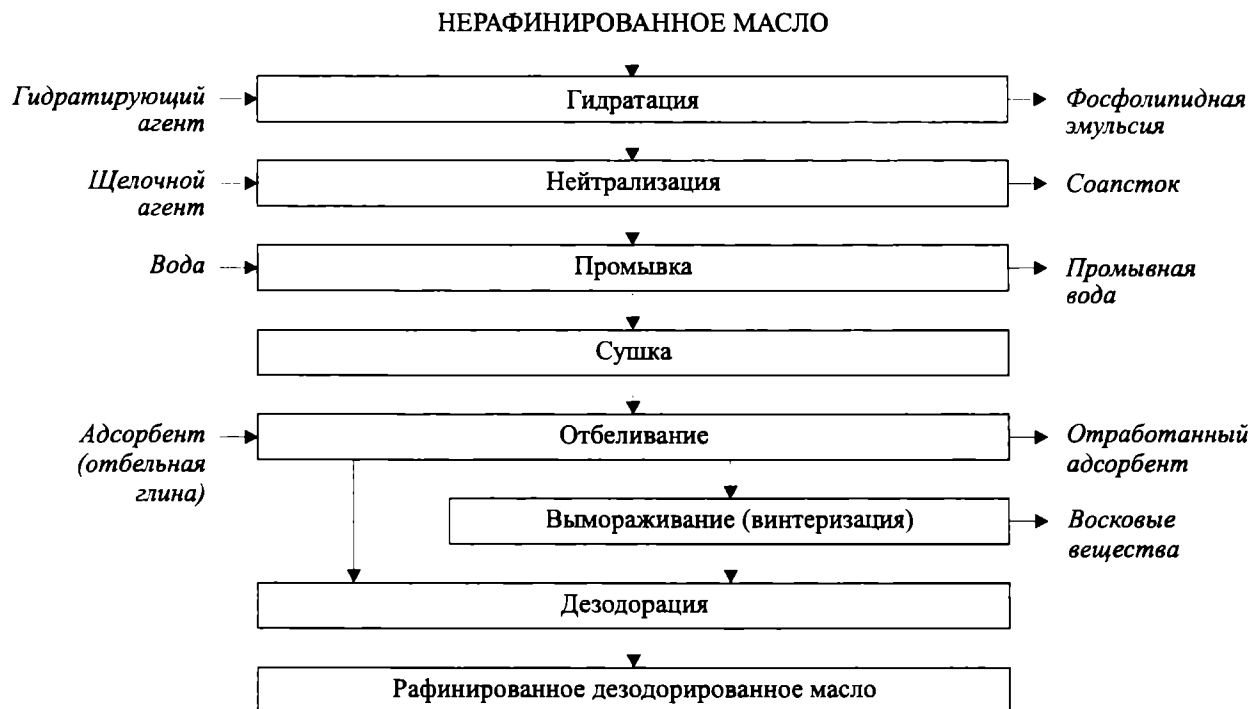 НЕРАФИНИРОВАННОЕ МАСЛО
Гидратирующий
агент
Гидратация
Фосфолипидная
эмульсия
Щелочной
агент
Нейтрализация
Соапсток
Вода
Промывка
Промывная
вода
Сушка
Адсорбент
(отбельная
глина)
Отбеливание
Отработанный
адсорбент
Вымораживание (винтеризация)
Восковые
вещества
Дезодорация
Рафинированное дезодорированное масло